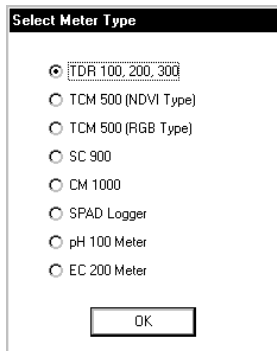 Select Meter Type
TDR 100, 200, 300
TCM 500 (NDVI Type)
TCM 500 (RGB Type)
SC 900
CM 1000
SPAD Logger
pH 100 Meter
EC 200 Meter
OK